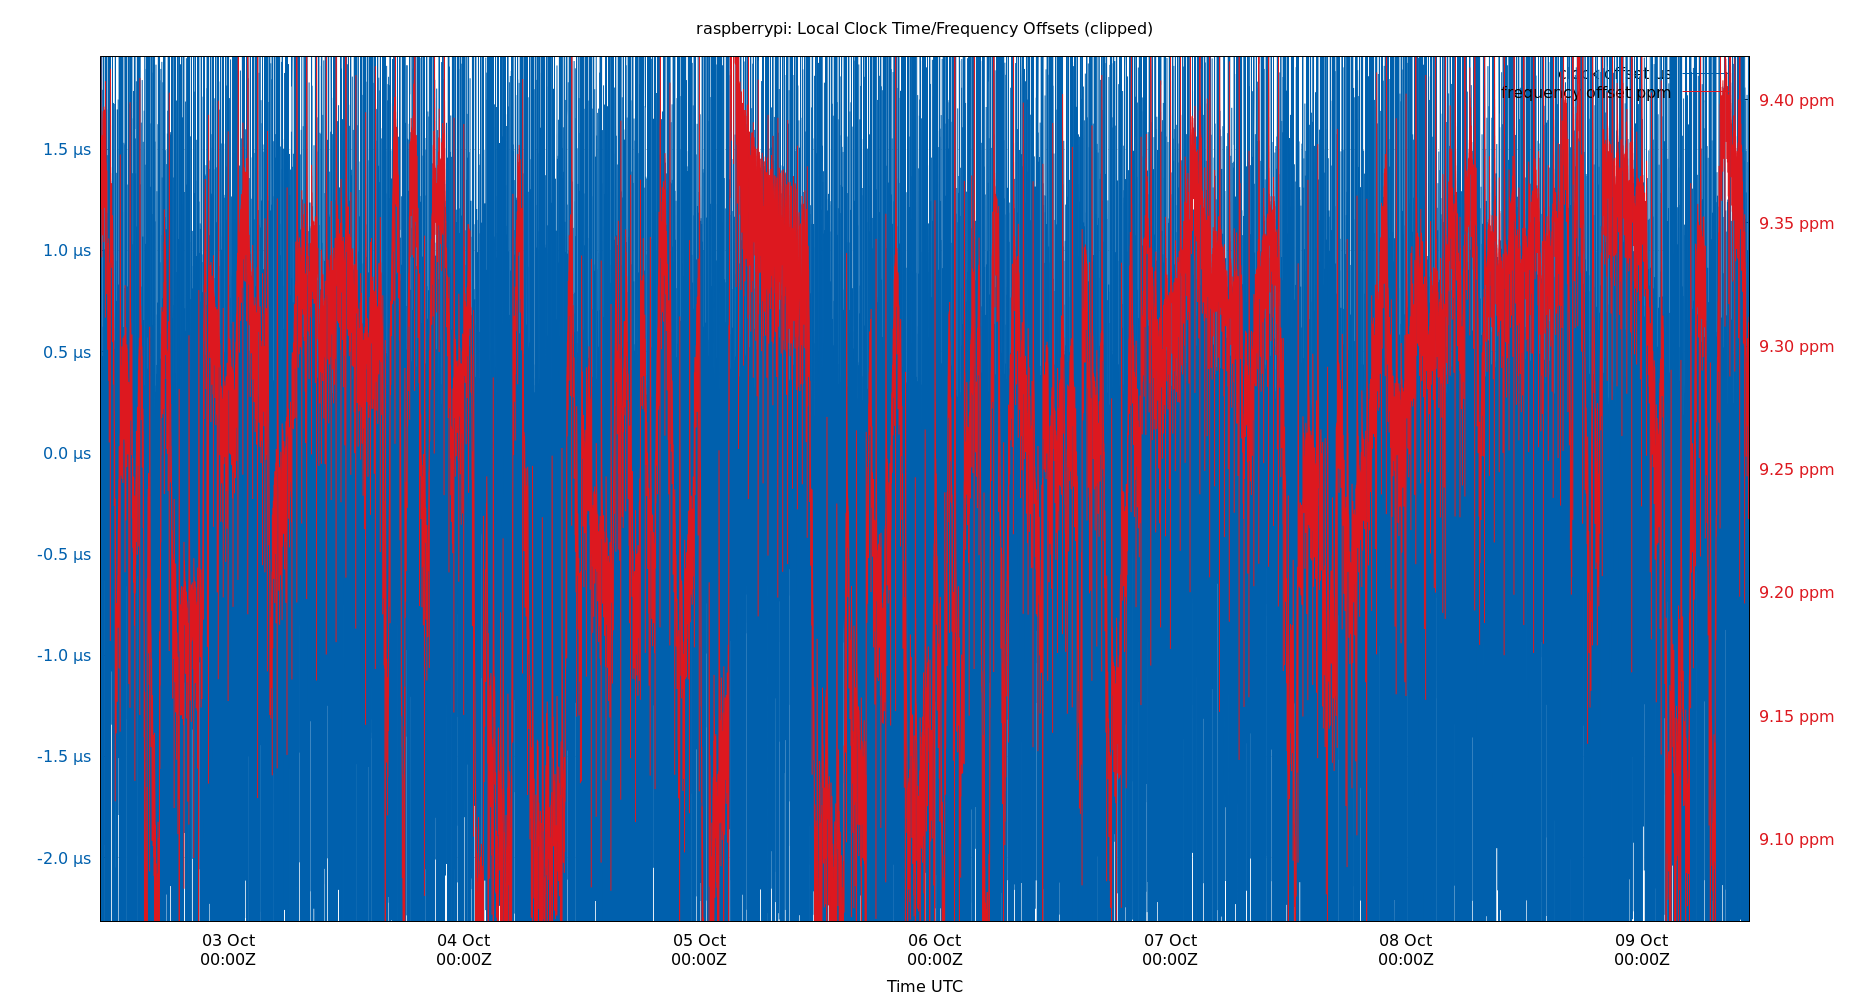 raspberrypi: Local Clock Time/Frequency Offsets (clipped)
clock offset us
frequency offset ppm
1.5 µs
1.0 µs
0.5 µs
0.0 µs
-0.5 µs
-1.0 µs
-1.5 µs
-2.0 µs
9.40 ppm
9.35 ppm
9.30 ppm
9.25 ppm
9.20 ppm
9.15 ppm
9.10 ppm
03 Oct 04 Oct 05 Oct 06 Oct 07 Oct 08 Oct 09 Oct
00:00Z 00:00Z 00:00Z 00:00Z 00:00Z 00:00Z 00:00Z
Time UTC